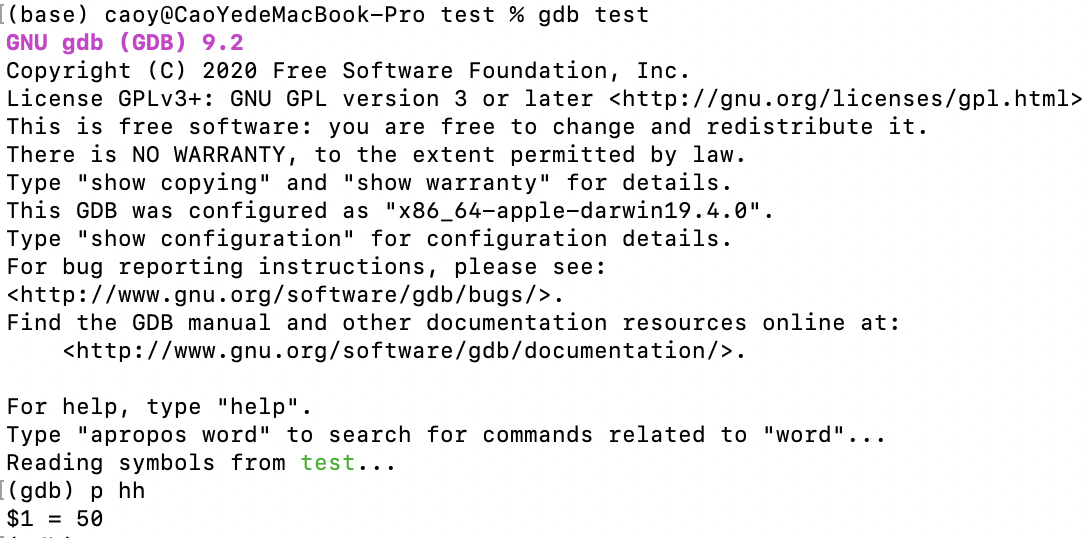 [(base) caoy@CaoYedeMacBook-Pro test % gdb test
GNU gdb (GDB) 9.2
Copyright (C) 2020 Free Software Foundation, Inc.
License GPLv3+: GNU GPL version 3 or later <http://gnu.org/licenses/gpl.html>
This is free software: you are free to change and redistribute it.
There is NO WARRANTY, to the extent permitted by law.
Type "show copying" and "show warranty" for details.
This GDB was configured as "x86_64-apple-darwin19.4.0".
Type "show configuration" for configuration details.
For bug reporting instructions, please see:
<http://www.gnu.org/software/gdb/bugs/>.
Find the GDB manual and other documentation resources online at:
    <http://www.gnu.org/software/gdb/documentation/>.

For help, type "help".
Type "apropos word" to search for commands related to "word"...
Reading symbols from test...
[(gdb) p hh
$1 = 50